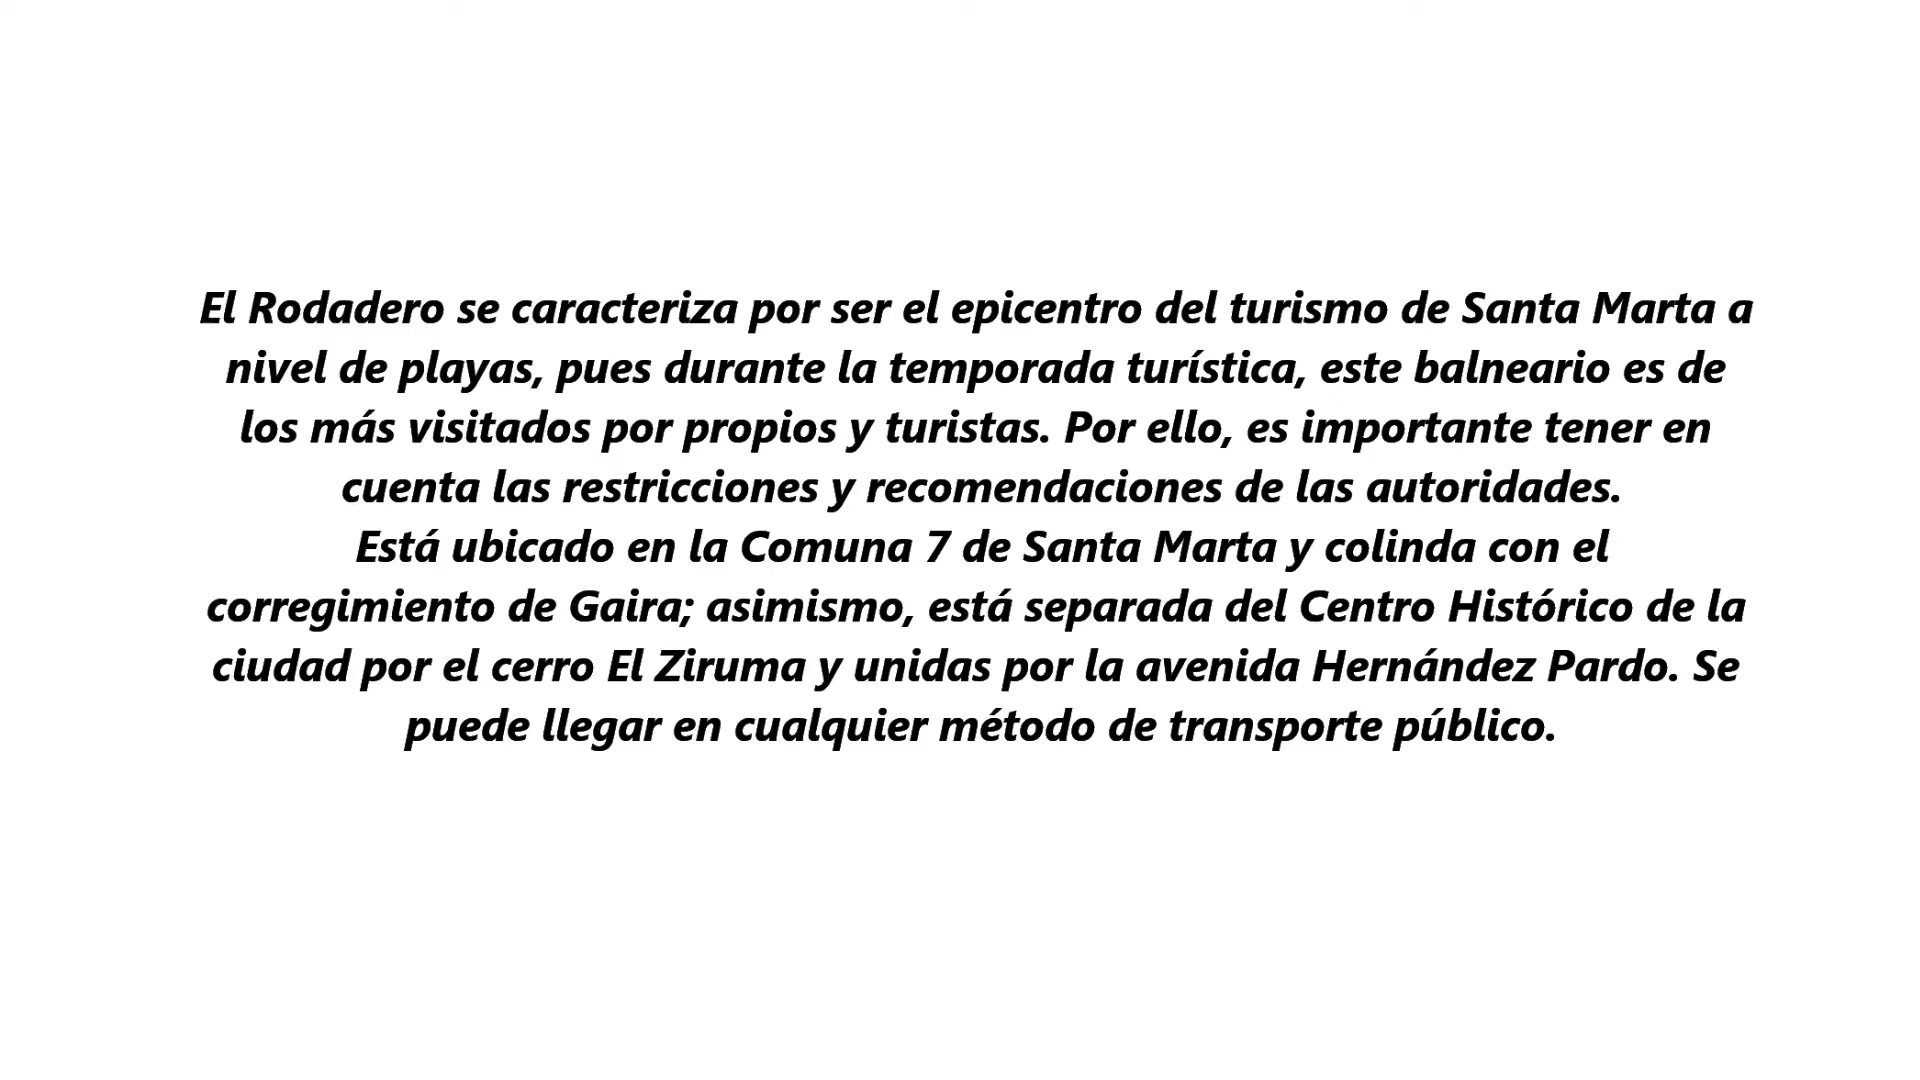 El Rodadero se caracteriza por ser el epicentro del turismo de Santa Marta a
nivel de playas, pues durante la temporada turística, este balneario es de
los más visitados por propios y turistas. Por ello, es importante tener en
cuenta las restricciones y recomendaciones de las autoridades.
Está ubicado en la Comuna 7 de Santa Marta y colinda con el
corregimiento de Gaira; asimismo, está separada del Centro Histórico de la
ciudad por el cerro El Ziruma y unidas por la avenida Hernández Pardo. Se
puede llegar en cualquier método de transporte público.